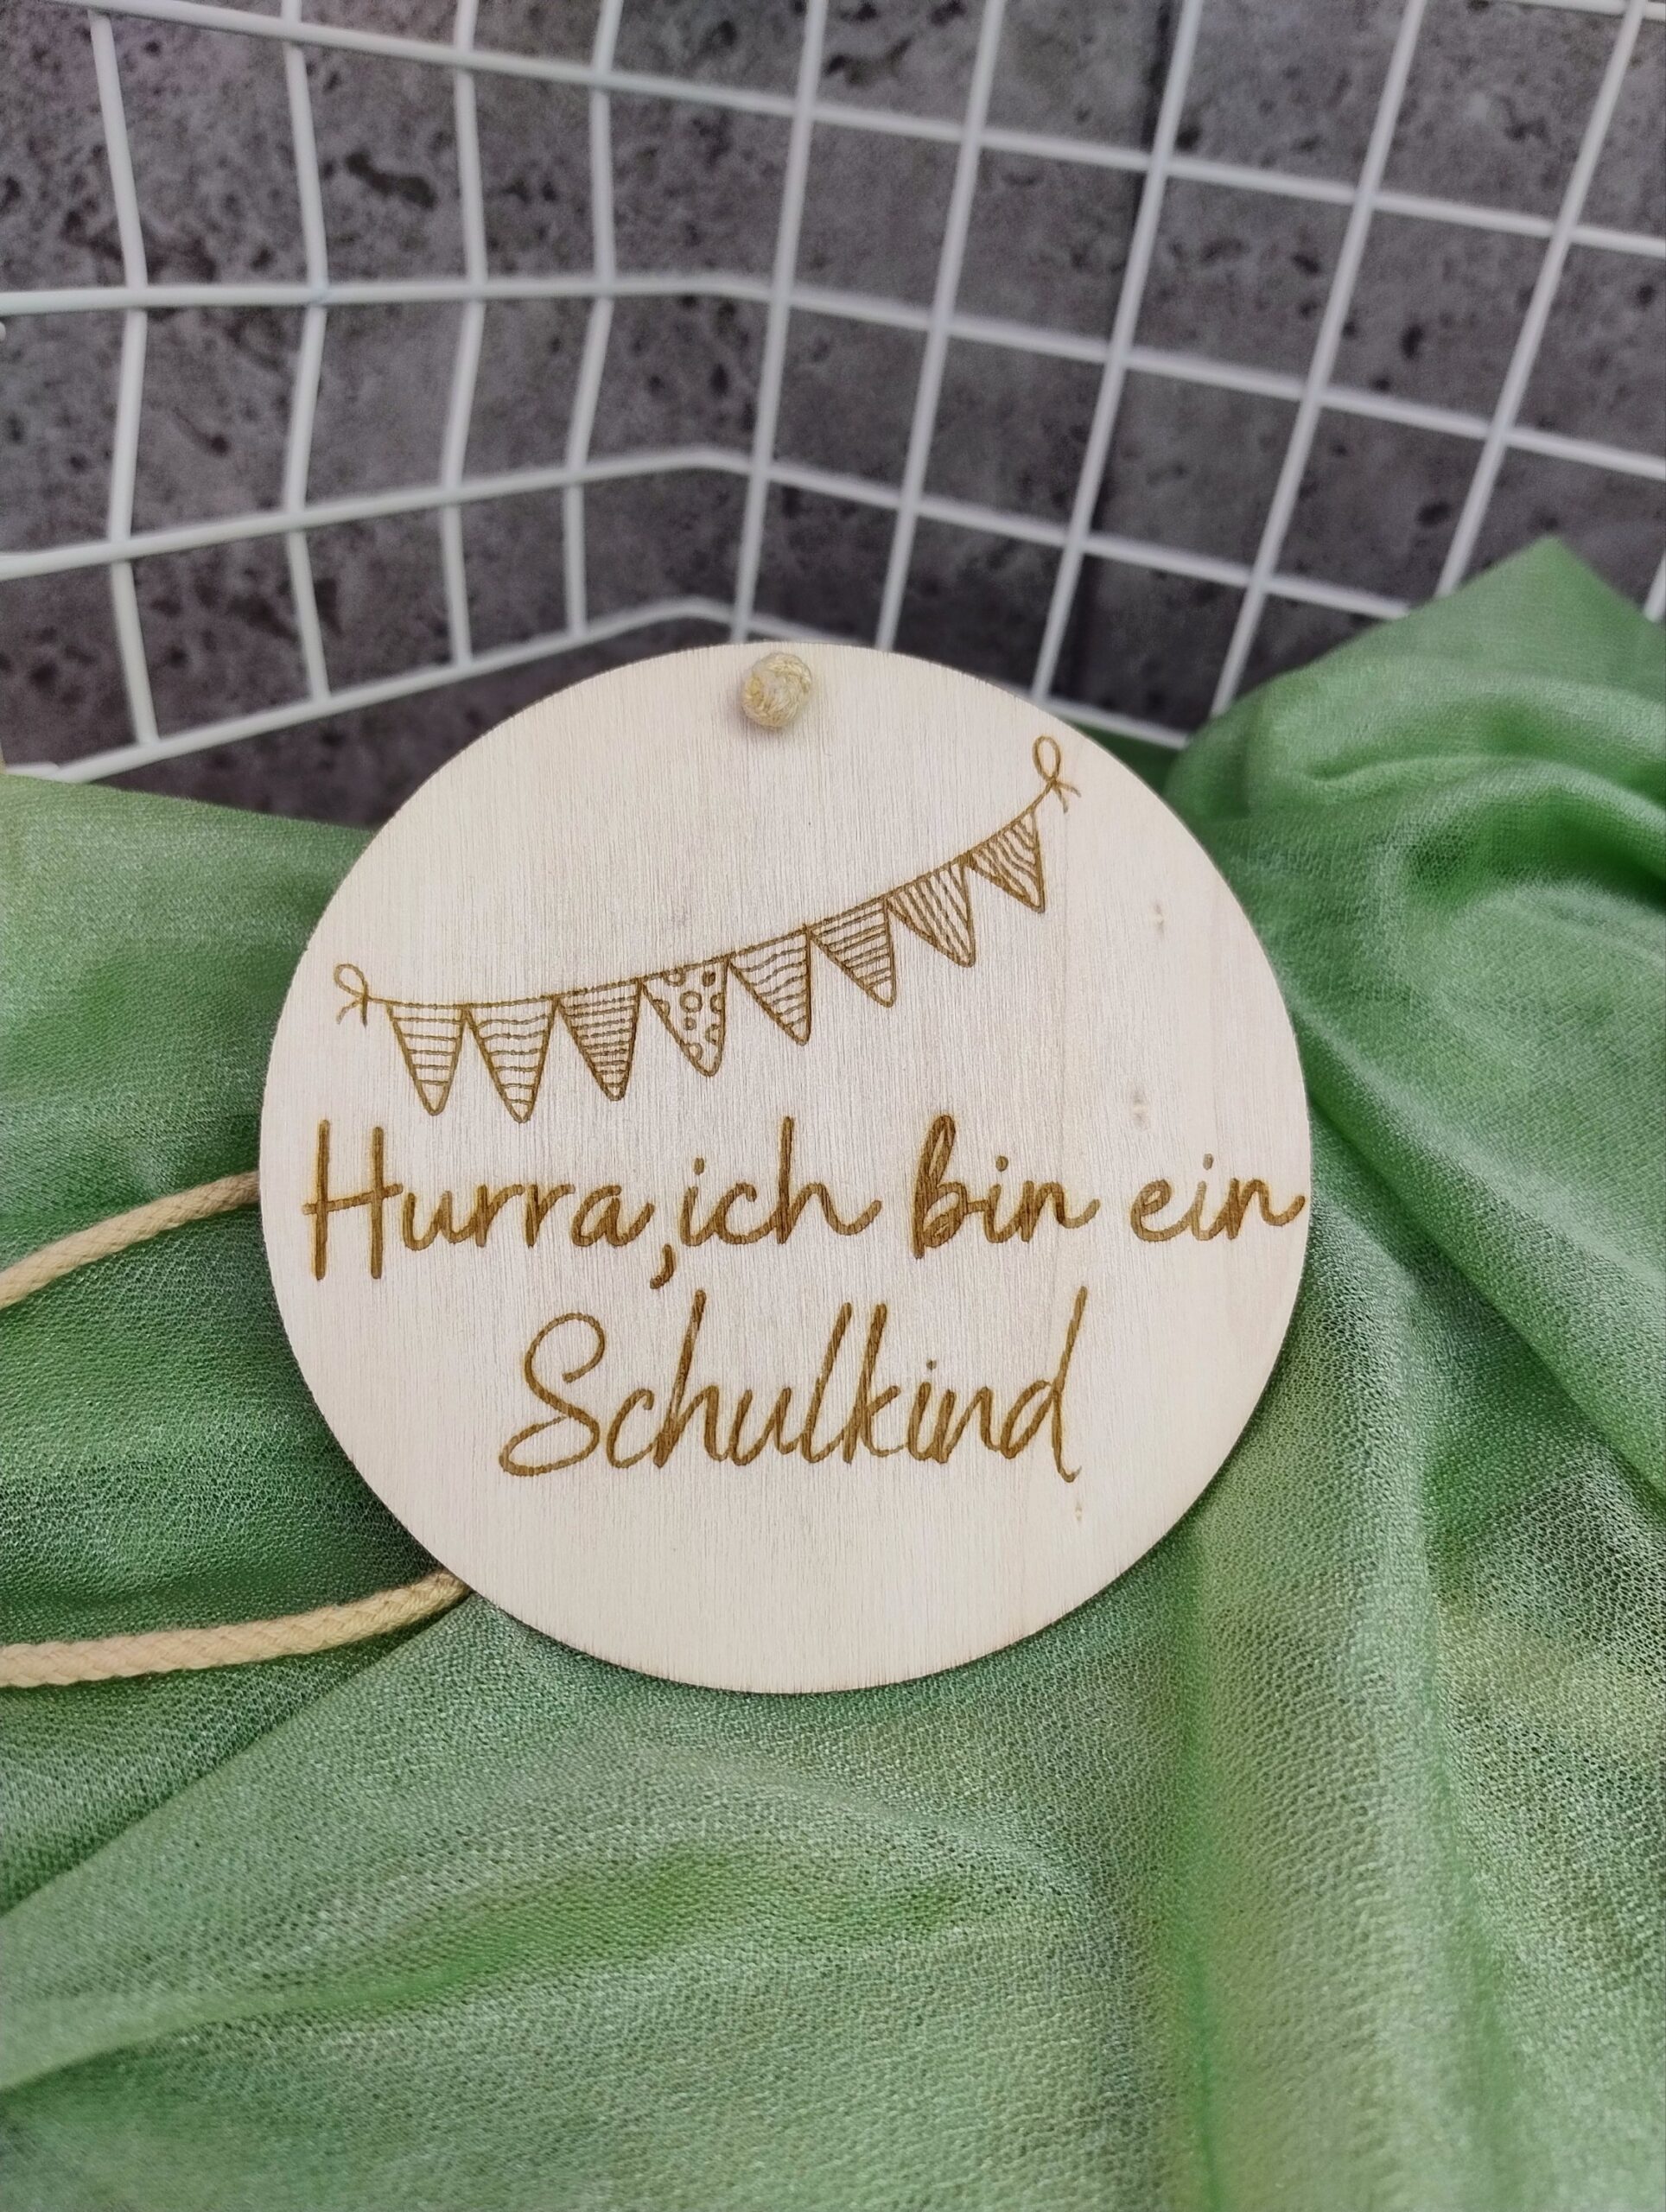 Hurra,ich bin ein
Schulkind